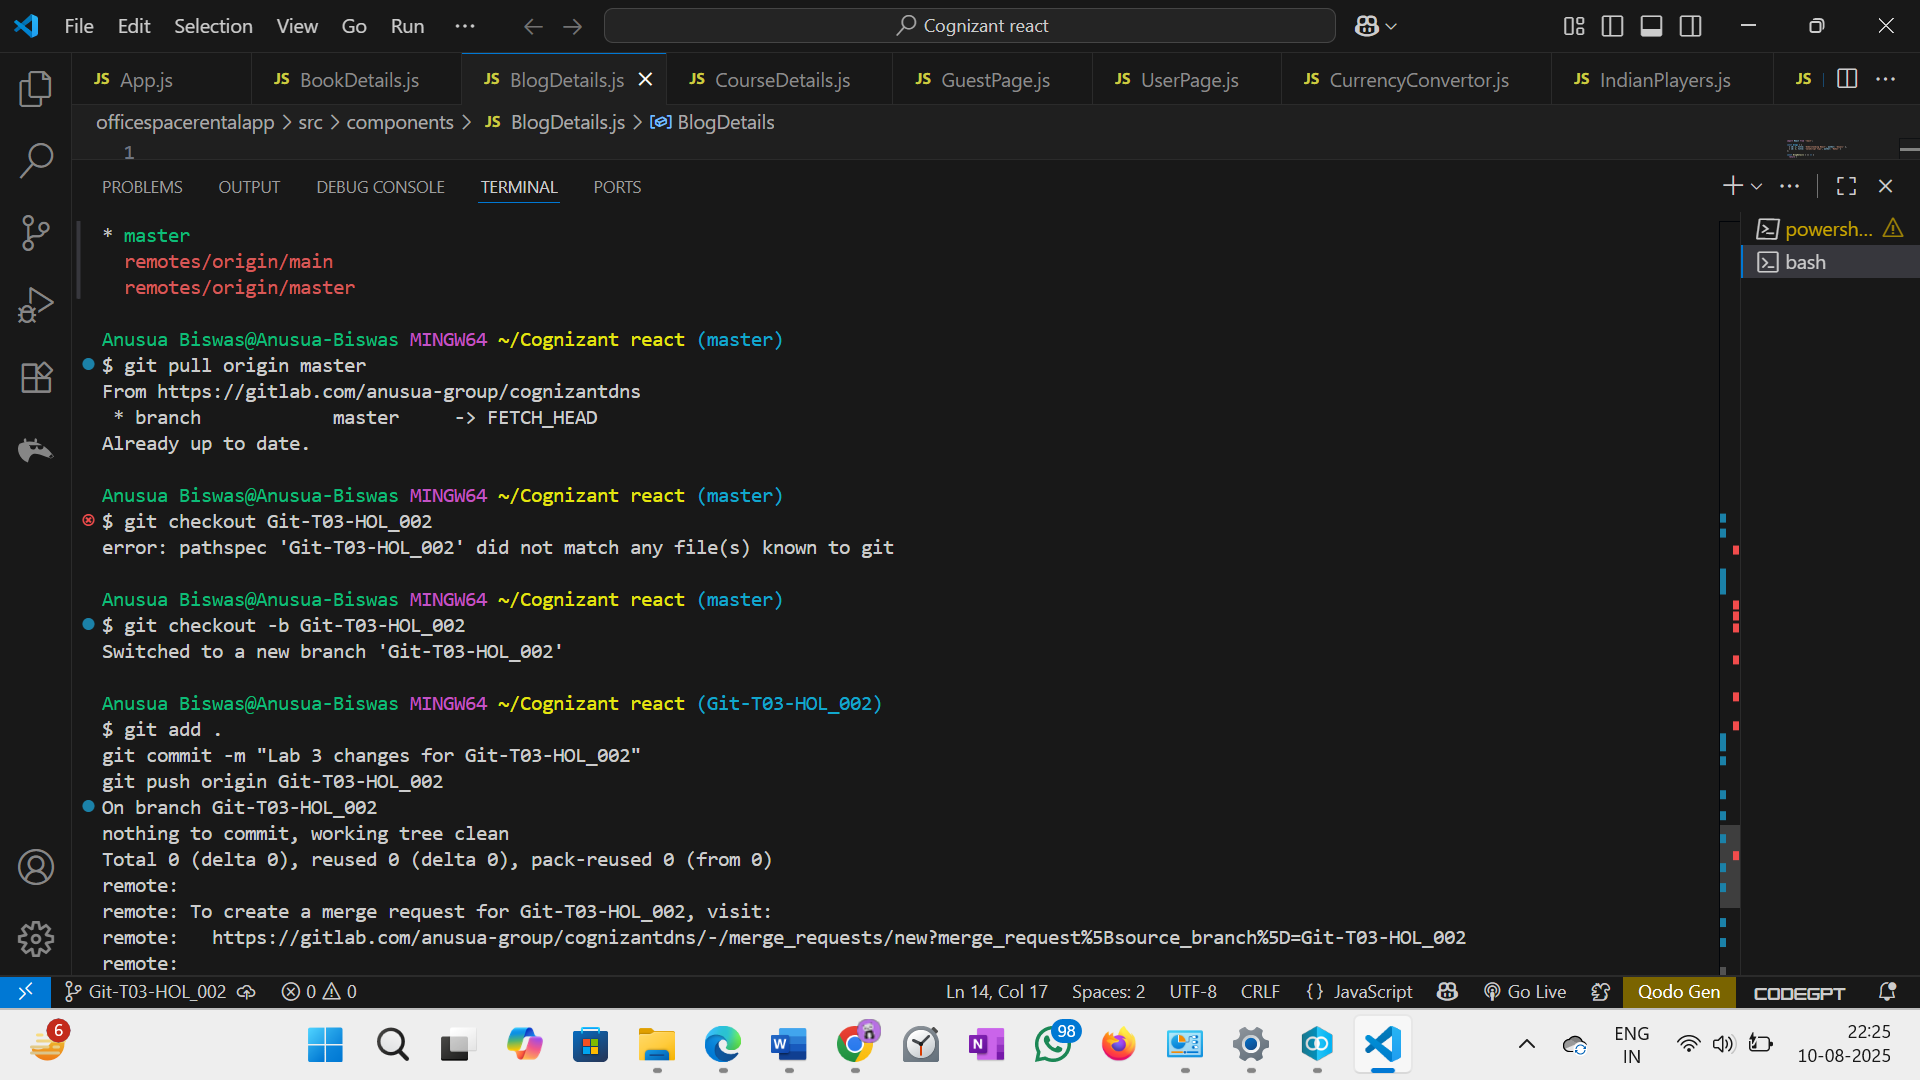 File Edit Selection View Go Run ···
Cognizant react
JS App.js
JS BookDetails.js
JS BlogDetails.js
JS CourseDetails.js
JS GuestPage.js
JS UserPage.js
JS CurrencyConvertor.js
JS IndianPlayers.js
JS
officespacerentalapp > src > components > JS BlogDetails.js > BlogDetails
1
PROBLEMS OUTPUT DEBUG CONSOLE TERMINAL PORTS
powersh...
bash
* master
remotes/origin/main
remotes/origin/master
Anusua Biswas@Anusua-Biswas MINGW64 ~/Cognizant react (master)
$ git pull origin master
From https://gitlab.com/anusua-group/cognizantdns
* branch master -> FETCH_HEAD
Already up to date.
Anusua Biswas@Anusua-Biswas MINGW64 ~/Cognizant react (master)
$ git checkout Git-T03-HOL_002
error: pathspec 'Git-T03-HOL_002' did not match any file(s) known to git
Anusua Biswas@Anusua-Biswas MINGW64 ~/Cognizant react (master)
$ git checkout -b Git-T03-HOL_002
Switched to a new branch 'Git-T03-HOL_002'
Anusua Biswas@Anusua-Biswas MINGW64 ~/Cognizant react (Git-T03-HOL_002)
$ git add .
git commit -m "Lab 3 changes for Git-T03-HOL_002"
git push origin Git-T03-HOL_002
On branch Git-T03-HOL_002
nothing to commit, working tree clean
Total 0 (delta 0), reused 0 (delta 0), pack-reused 0 (from 0)
remote:
remote: To create a merge request for Git-T03-HOL_002, visit:
remote: https://gitlab.com/anusua-group/cognizantdns/-/merge_requests/new?merge_request%5Bsource_branch%5D=Git-T03-HOL_002
remote:
Git-T03-HOL_002 0 0 Ln 14, Col 17 Spaces: 2 UTF-8 CRLF {} JavaScript Go Live Qodo Gen CODEGPT
6
98
ENG
IN
22:25
10-08-2025